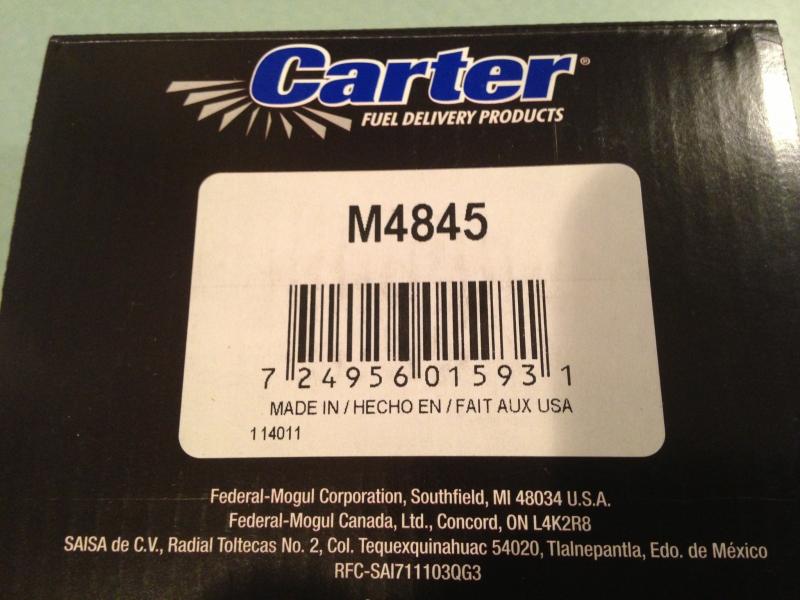 Carter®
FUEL DELIVERY PRODUCTS
M4845
7 24956 01593 1
MADE IN / HECHO EN / FAIT AUX USA
114011
Federal-Mogul Corporation, Southfield, MI 48034 U.S.A.
Federal-Mogul Canada, Ltd., Concord, ON L4K2R8
SAISA de C.V., Radial Toltecas No. 2, Col. Tequexquinahuac 54020, Tlalnepantla, Edo. de México
RFC-SAI711103QG3